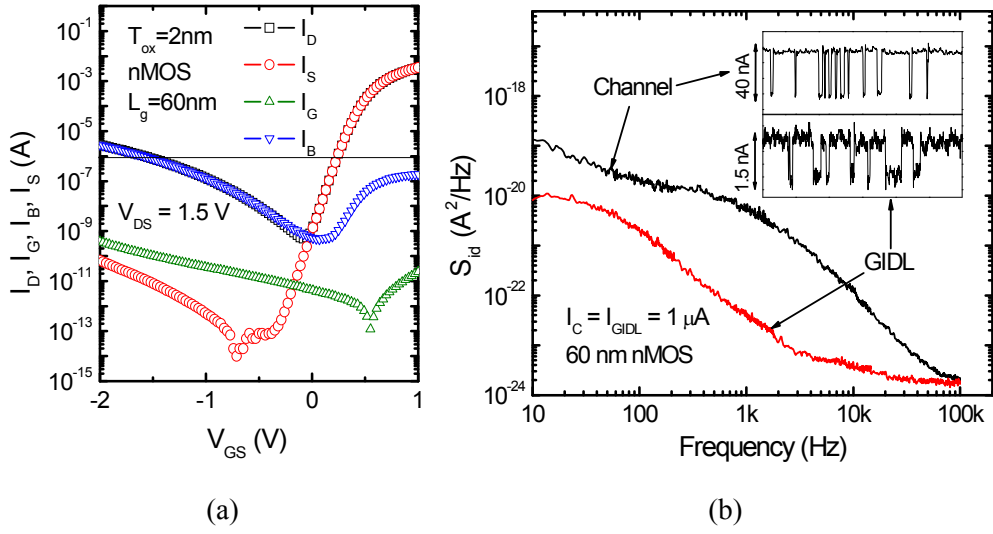 10⁻¹
10⁻³
10⁻⁵
10⁻⁷
10⁻⁹
10⁻¹¹
10⁻¹³
10⁻¹⁵
I_D, I_G, I_B, I_S (A)
T_ox=2nm
nMOS
L_g=60nm
I_D
I_S
I_G
I_B
V_DS = 1.5 V
-2 -1 0 1
V_GS (V)
(a)
10⁻¹⁸
10⁻²⁰
10⁻²²
10⁻²⁴
S_id (A²/Hz)
Channel
40 nA
1.5 nA
GIDL
I_C = I_GIDL = 1 μA
60 nm nMOS
10 100 1k 10k 100k
Frequency (Hz)
(b)